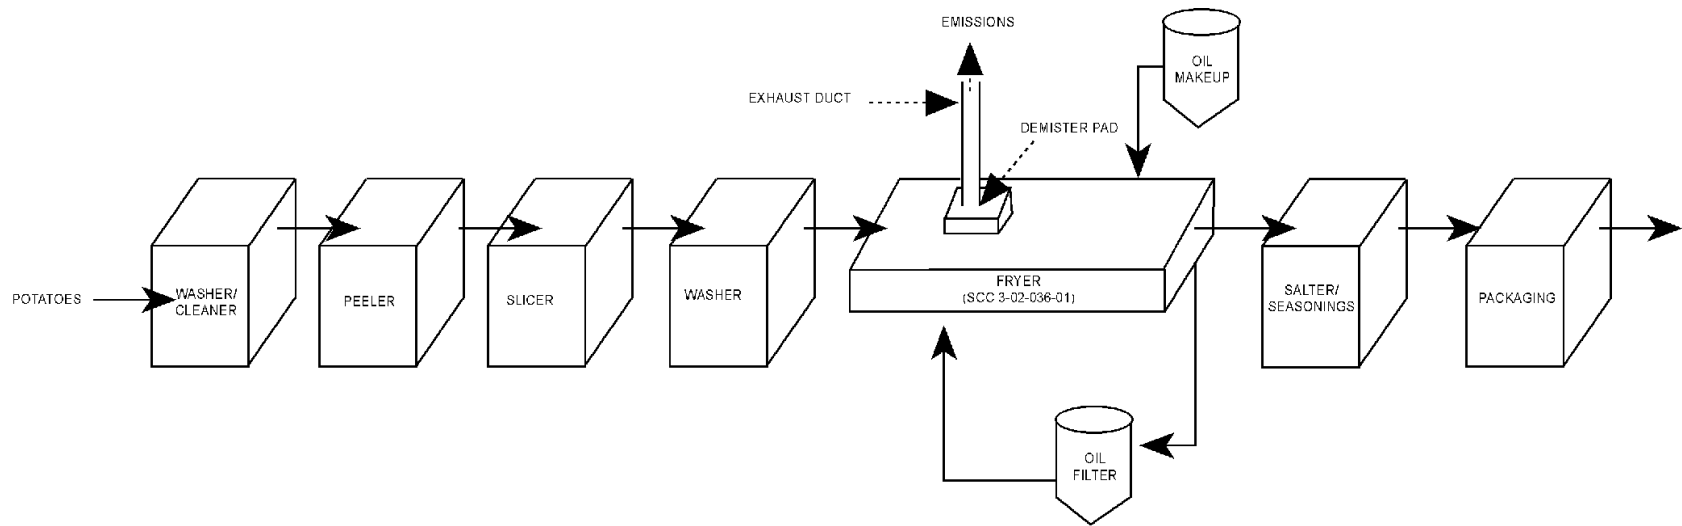 EMISSIONS
OIL
MAKEUP
EXHAUST DUCT
DEMISTER PAD
POTATOES
WASHER/
CLEANER
PEELER
SLICER
WASHER
FRYER
(SCC 3-02-036-01)
SALTER/
SEASONINGS
PACKAGING
OIL
FILTER